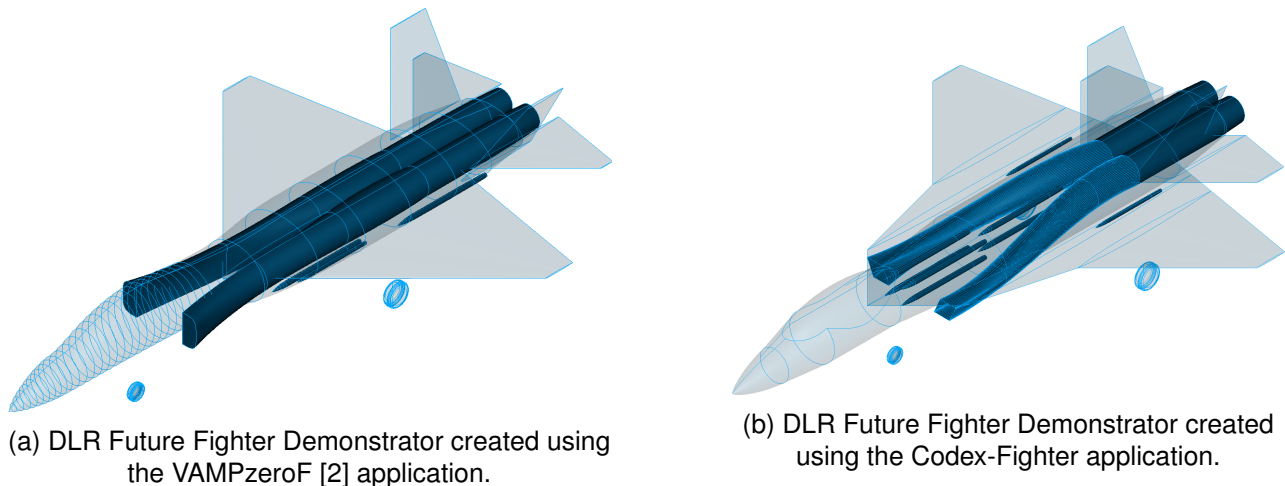 (a) DLR Future Fighter Demonstrator created using
the VAMPzeroF [2] application.
(b) DLR Future Fighter Demonstrator created
using the Codex-Fighter application.